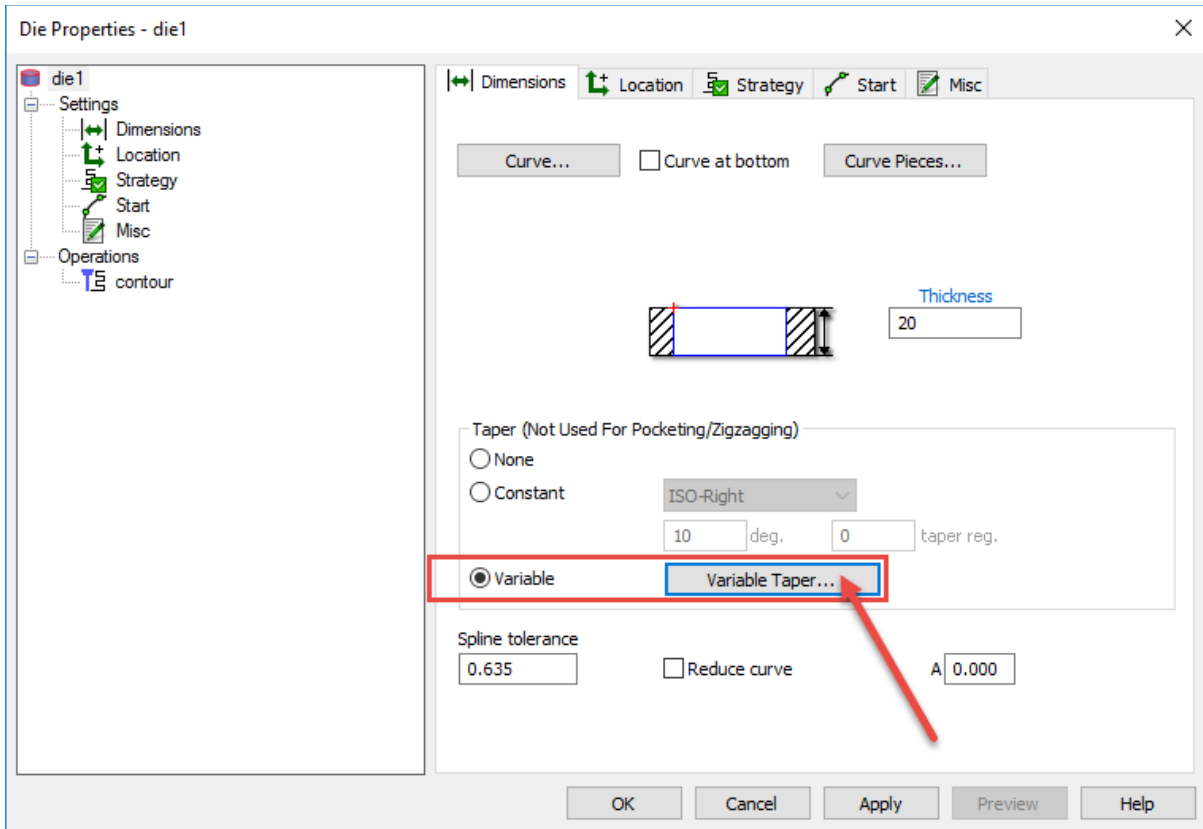 Die Properties - die1
die1
Settings
Dimensions
Location
Strategy
Start
Misc
Operations
contour
Dimensions Location Strategy Start Misc
Curve... Curve at bottom Curve Pieces...
Thickness
20
Taper (Not Used For Pocketing/Zigzagging)
None
Constant ISO-Right
10 deg. 0 taper reg.
Variable Variable Taper...
Spline tolerance
0.635 Reduce curve A 0.000
OK Cancel Apply Preview Help